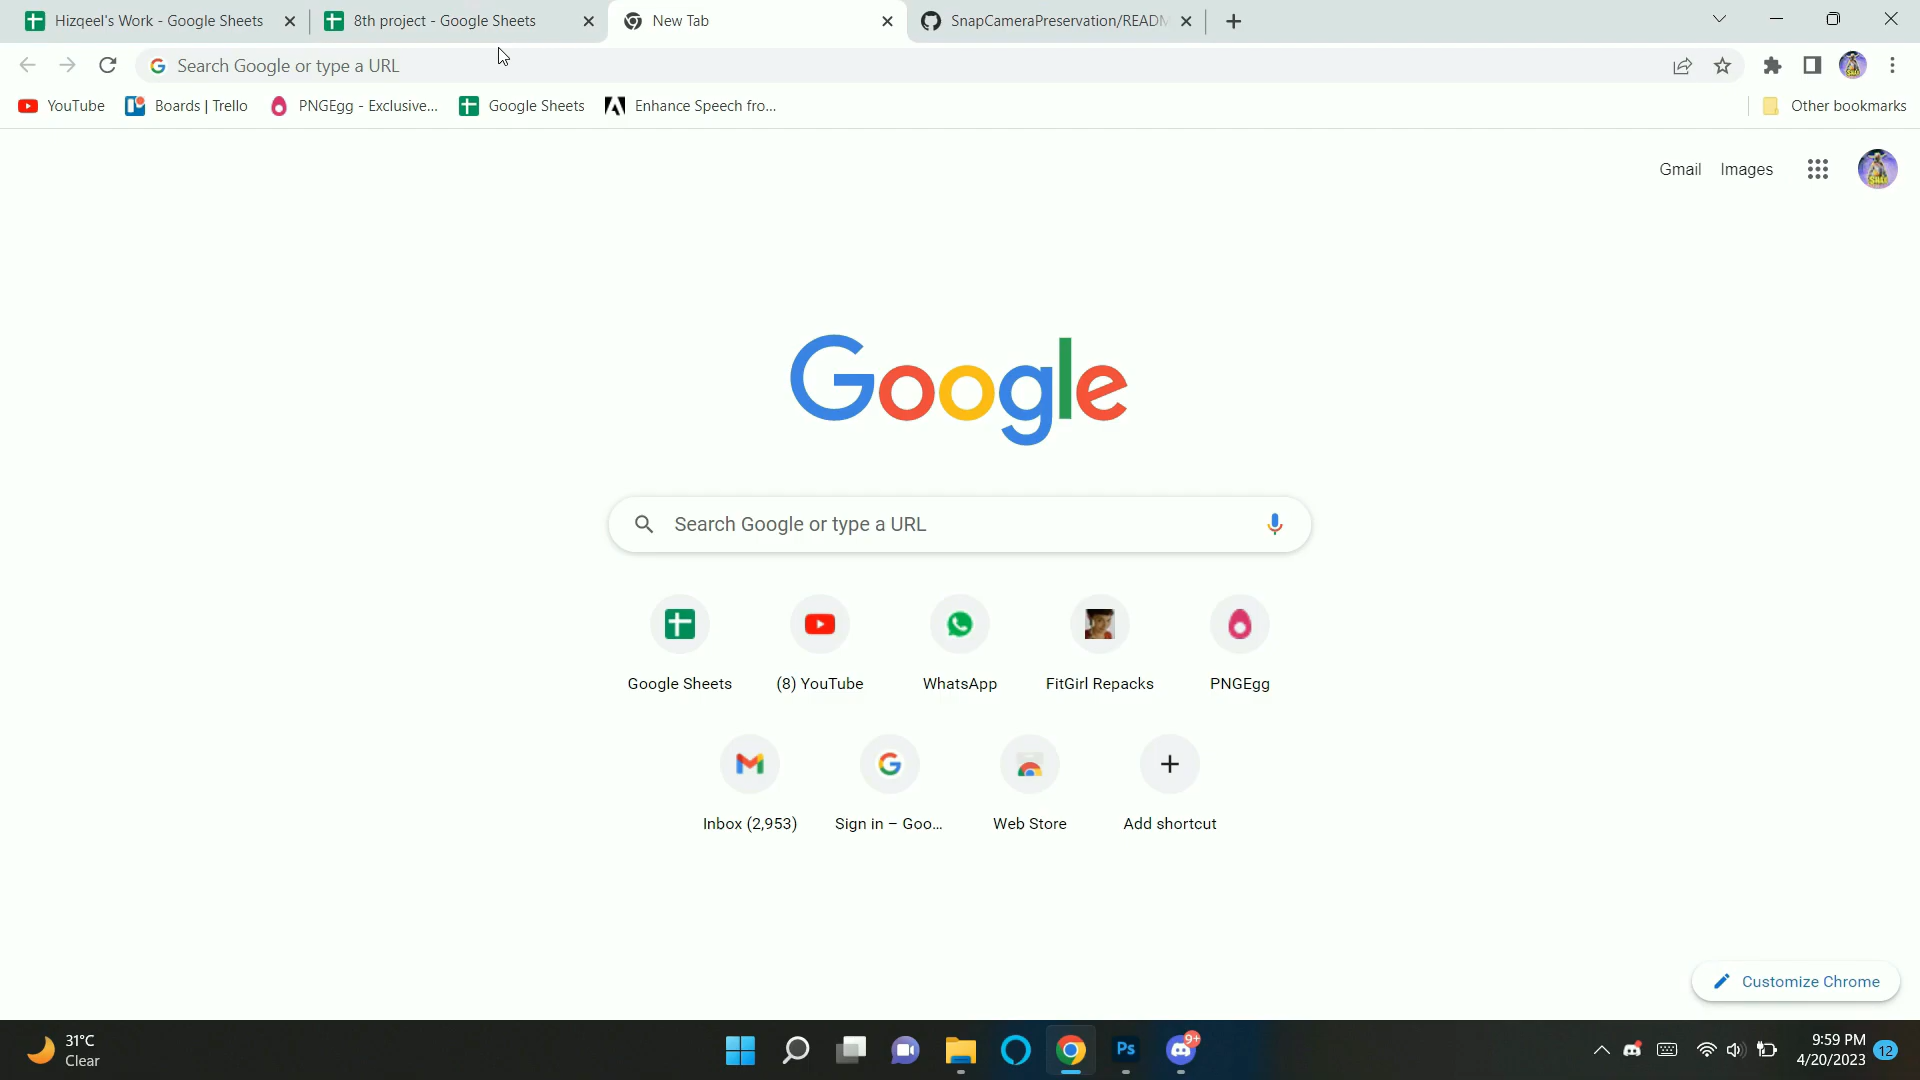 Hizqeel's Work - Google Sheets
8th project - Google Sheets
New Tab
SnapCameraPreservation/READM
Search Google or type a URL
YouTube
Boards | Trello
PNGEgg - Exclusive...
Google Sheets
Enhance Speech fro...
Other bookmarks
Gmail
Images
Google
Search Google or type a URL
Google Sheets
(8) YouTube
WhatsApp
FitGirl Repacks
PNGEgg
Inbox (2,953)
Sign in – Goo...
Web Store
Add shortcut
Customize Chrome
31°C
Clear
Ps
9+
9:59 PM
4/20/2023
12